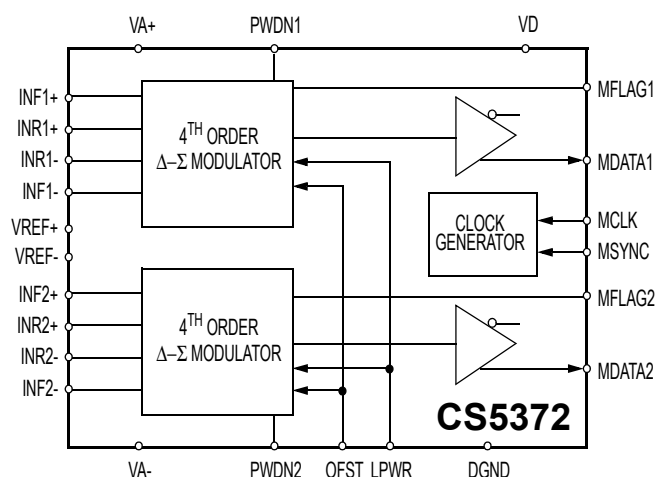 VA+
PWDN1
VD
INF1+
INR1+
INR1-
INF1-
VREF+
VREF-
INF2+
INR2+
INR2-
INF2-
4TH ORDER
Δ–Σ MODULATOR
4TH ORDER
Δ–Σ MODULATOR
CLOCK
GENERATOR
MFLAG1
MDATA1
MCLK
MSYNC
MFLAG2
MDATA2
CS5372
VA-
PWDN2
OFST
LPWR
DGND